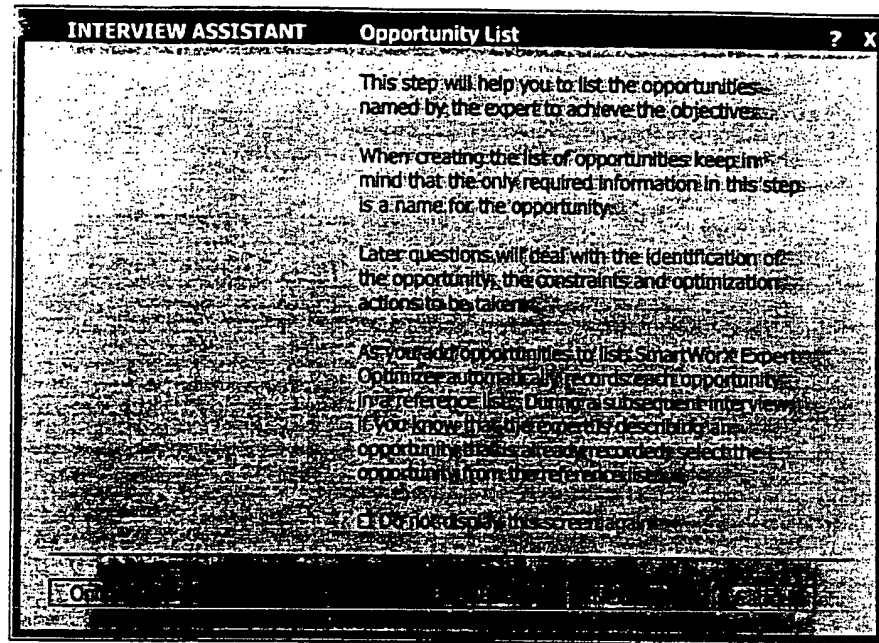 INTERVIEW ASSISTANT Opportunity List ? X
This step will help you to list the opportunities
named by the expert to achieve the objectives.
When creating the list of opportunities keep in
mind that the only required information in this step
is a name for the opportunity.
Later questions will deal with the identification of
the opportunity, the constraints and optimization
actions to be taken.
As you add opportunities to lists SmartWorx Expert
Optimizer automatically records each opportunity
in a reference list. During a subsequent interview
if you know that the expert is describing an
opportunity that is already recorded, select the
opportunity from the reference list.
Do not display this screen again